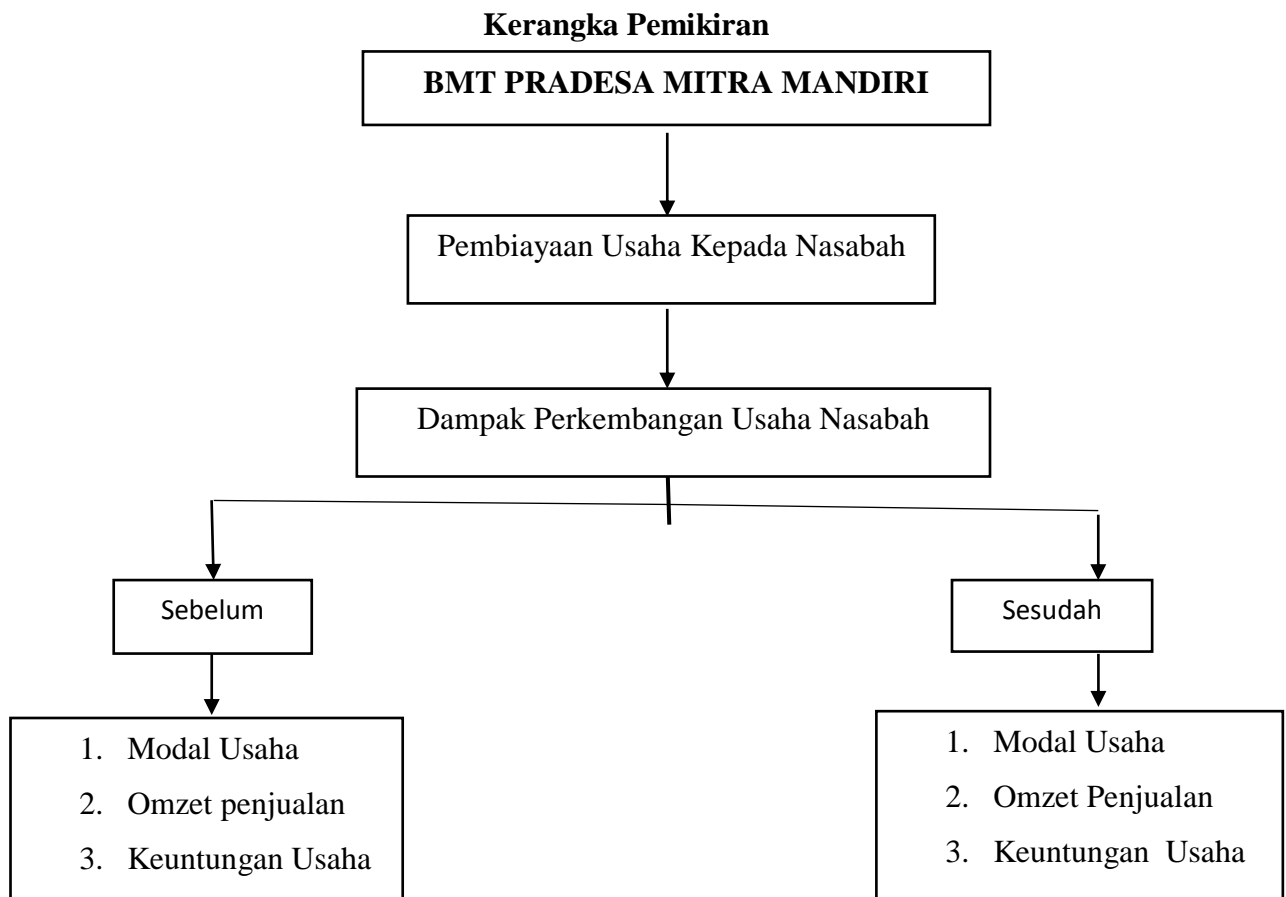 Kerangka Pemikiran
BMT PRADESA MITRA MANDIRI
Pembiayaan Usaha Kepada Nasabah
Dampak Perkembangan Usaha Nasabah
Sebelum
Sesudah
1. Modal Usaha
2. Omzet penjualan
3. Keuntungan Usaha
1. Modal Usaha
2. Omzet Penjualan
3. Keuntungan Usaha